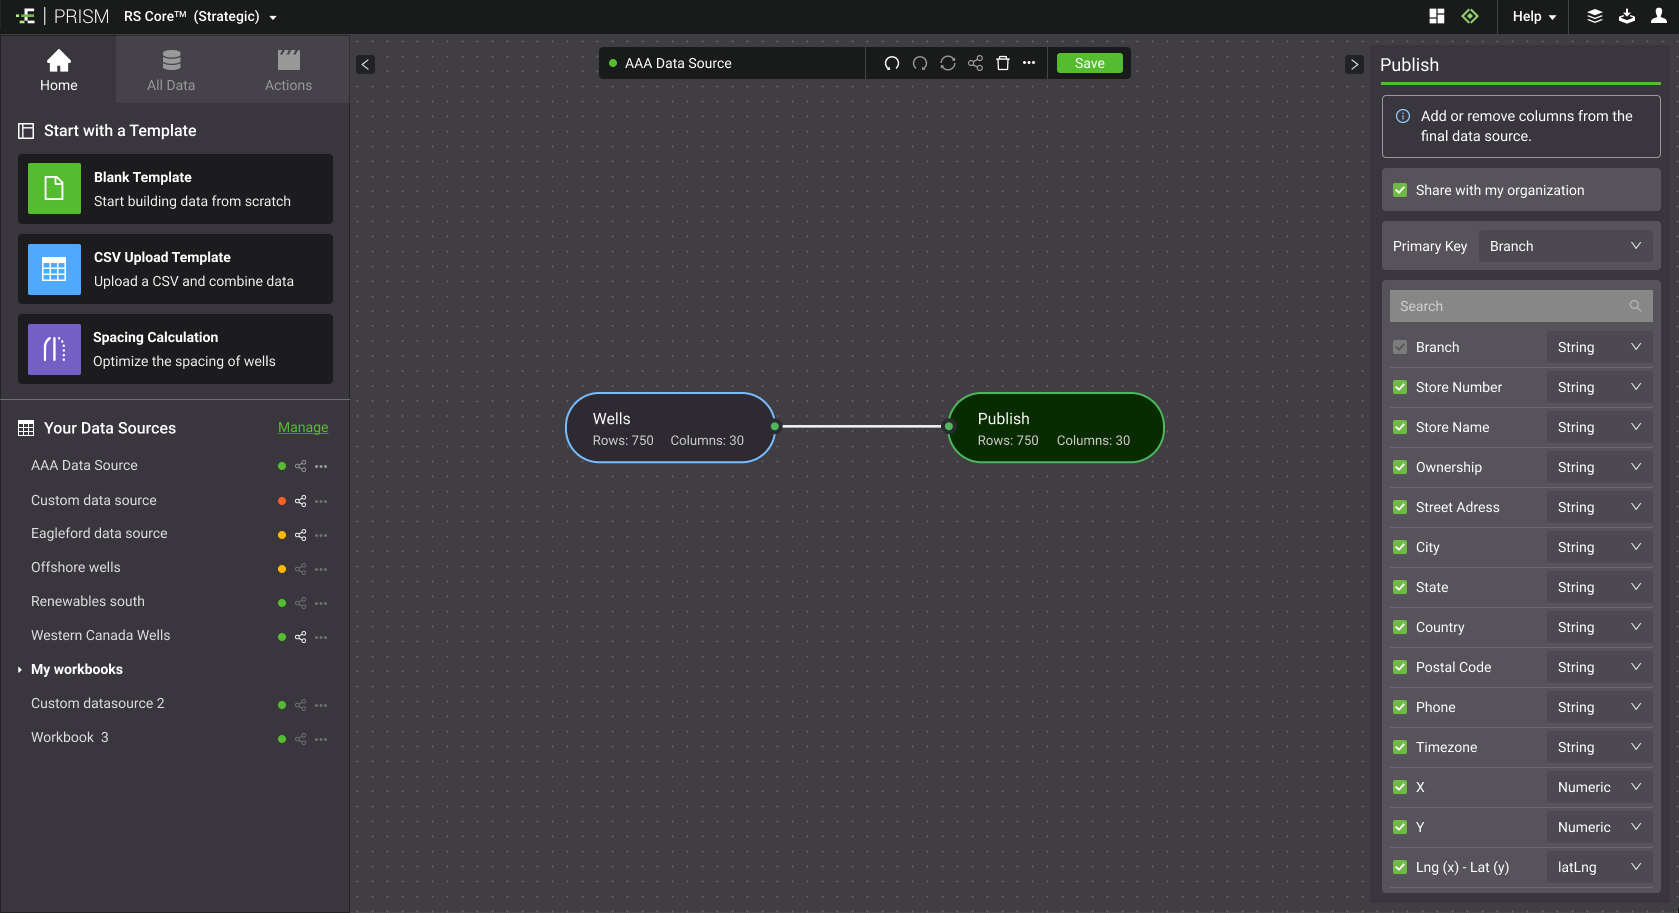 PRISM RS Core™ (Strategic)
Help
Home
All Data
Actions
Start with a Template
Blank Template
Start building data from scratch
CSV Upload Template
Upload a CSV and combine data
Spacing Calculation
Optimize the spacing of wells
Your Data Sources Manage
AAA Data Source
Custom data source
Eagleford data source
Offshore wells
Renewables south
Western Canada Wells
My workbooks
Custom datasource 2
Workbook 3
AAA Data Source
Save
Wells
Rows: 750 Columns: 30
Publish
Rows: 750 Columns: 30
Publish
Add or remove columns from the
final data source.
Share with my organization
Primary Key Branch
Search
Branch String
Store Number String
Store Name String
Ownership String
Street Adress String
City String
State String
Country String
Postal Code String
Phone String
Timezone String
X Numeric
Y Numeric
Lng (x) - Lat (y) latLng